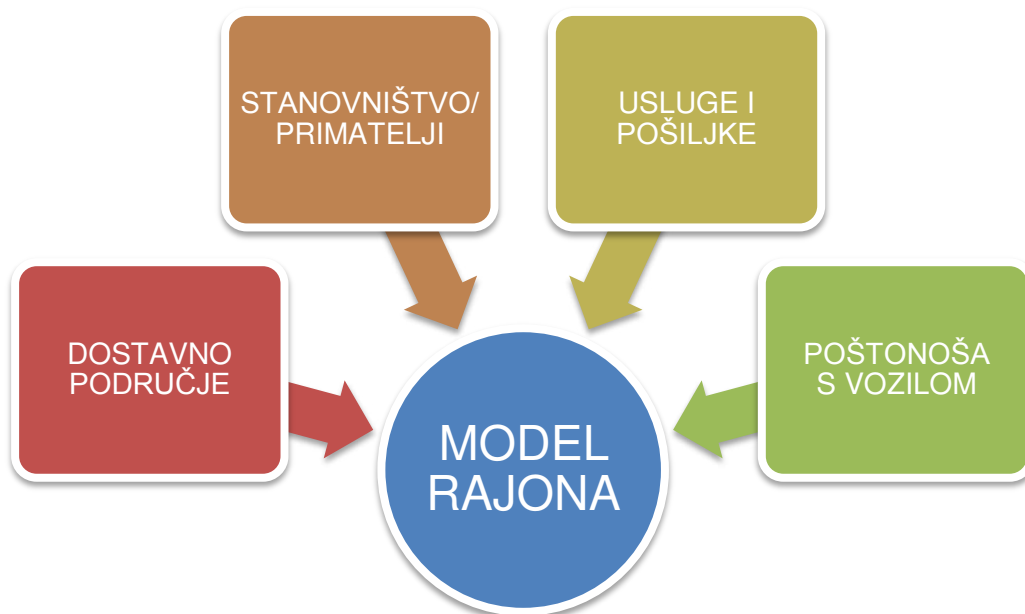 STANOVNIŠTVO/
PRIMATELJI
USLUGE I
POŠILJKE
DOSTAVNO
PODRUČJE
POŠTONOŠA
S VOZILOM
MODEL
RAJONA